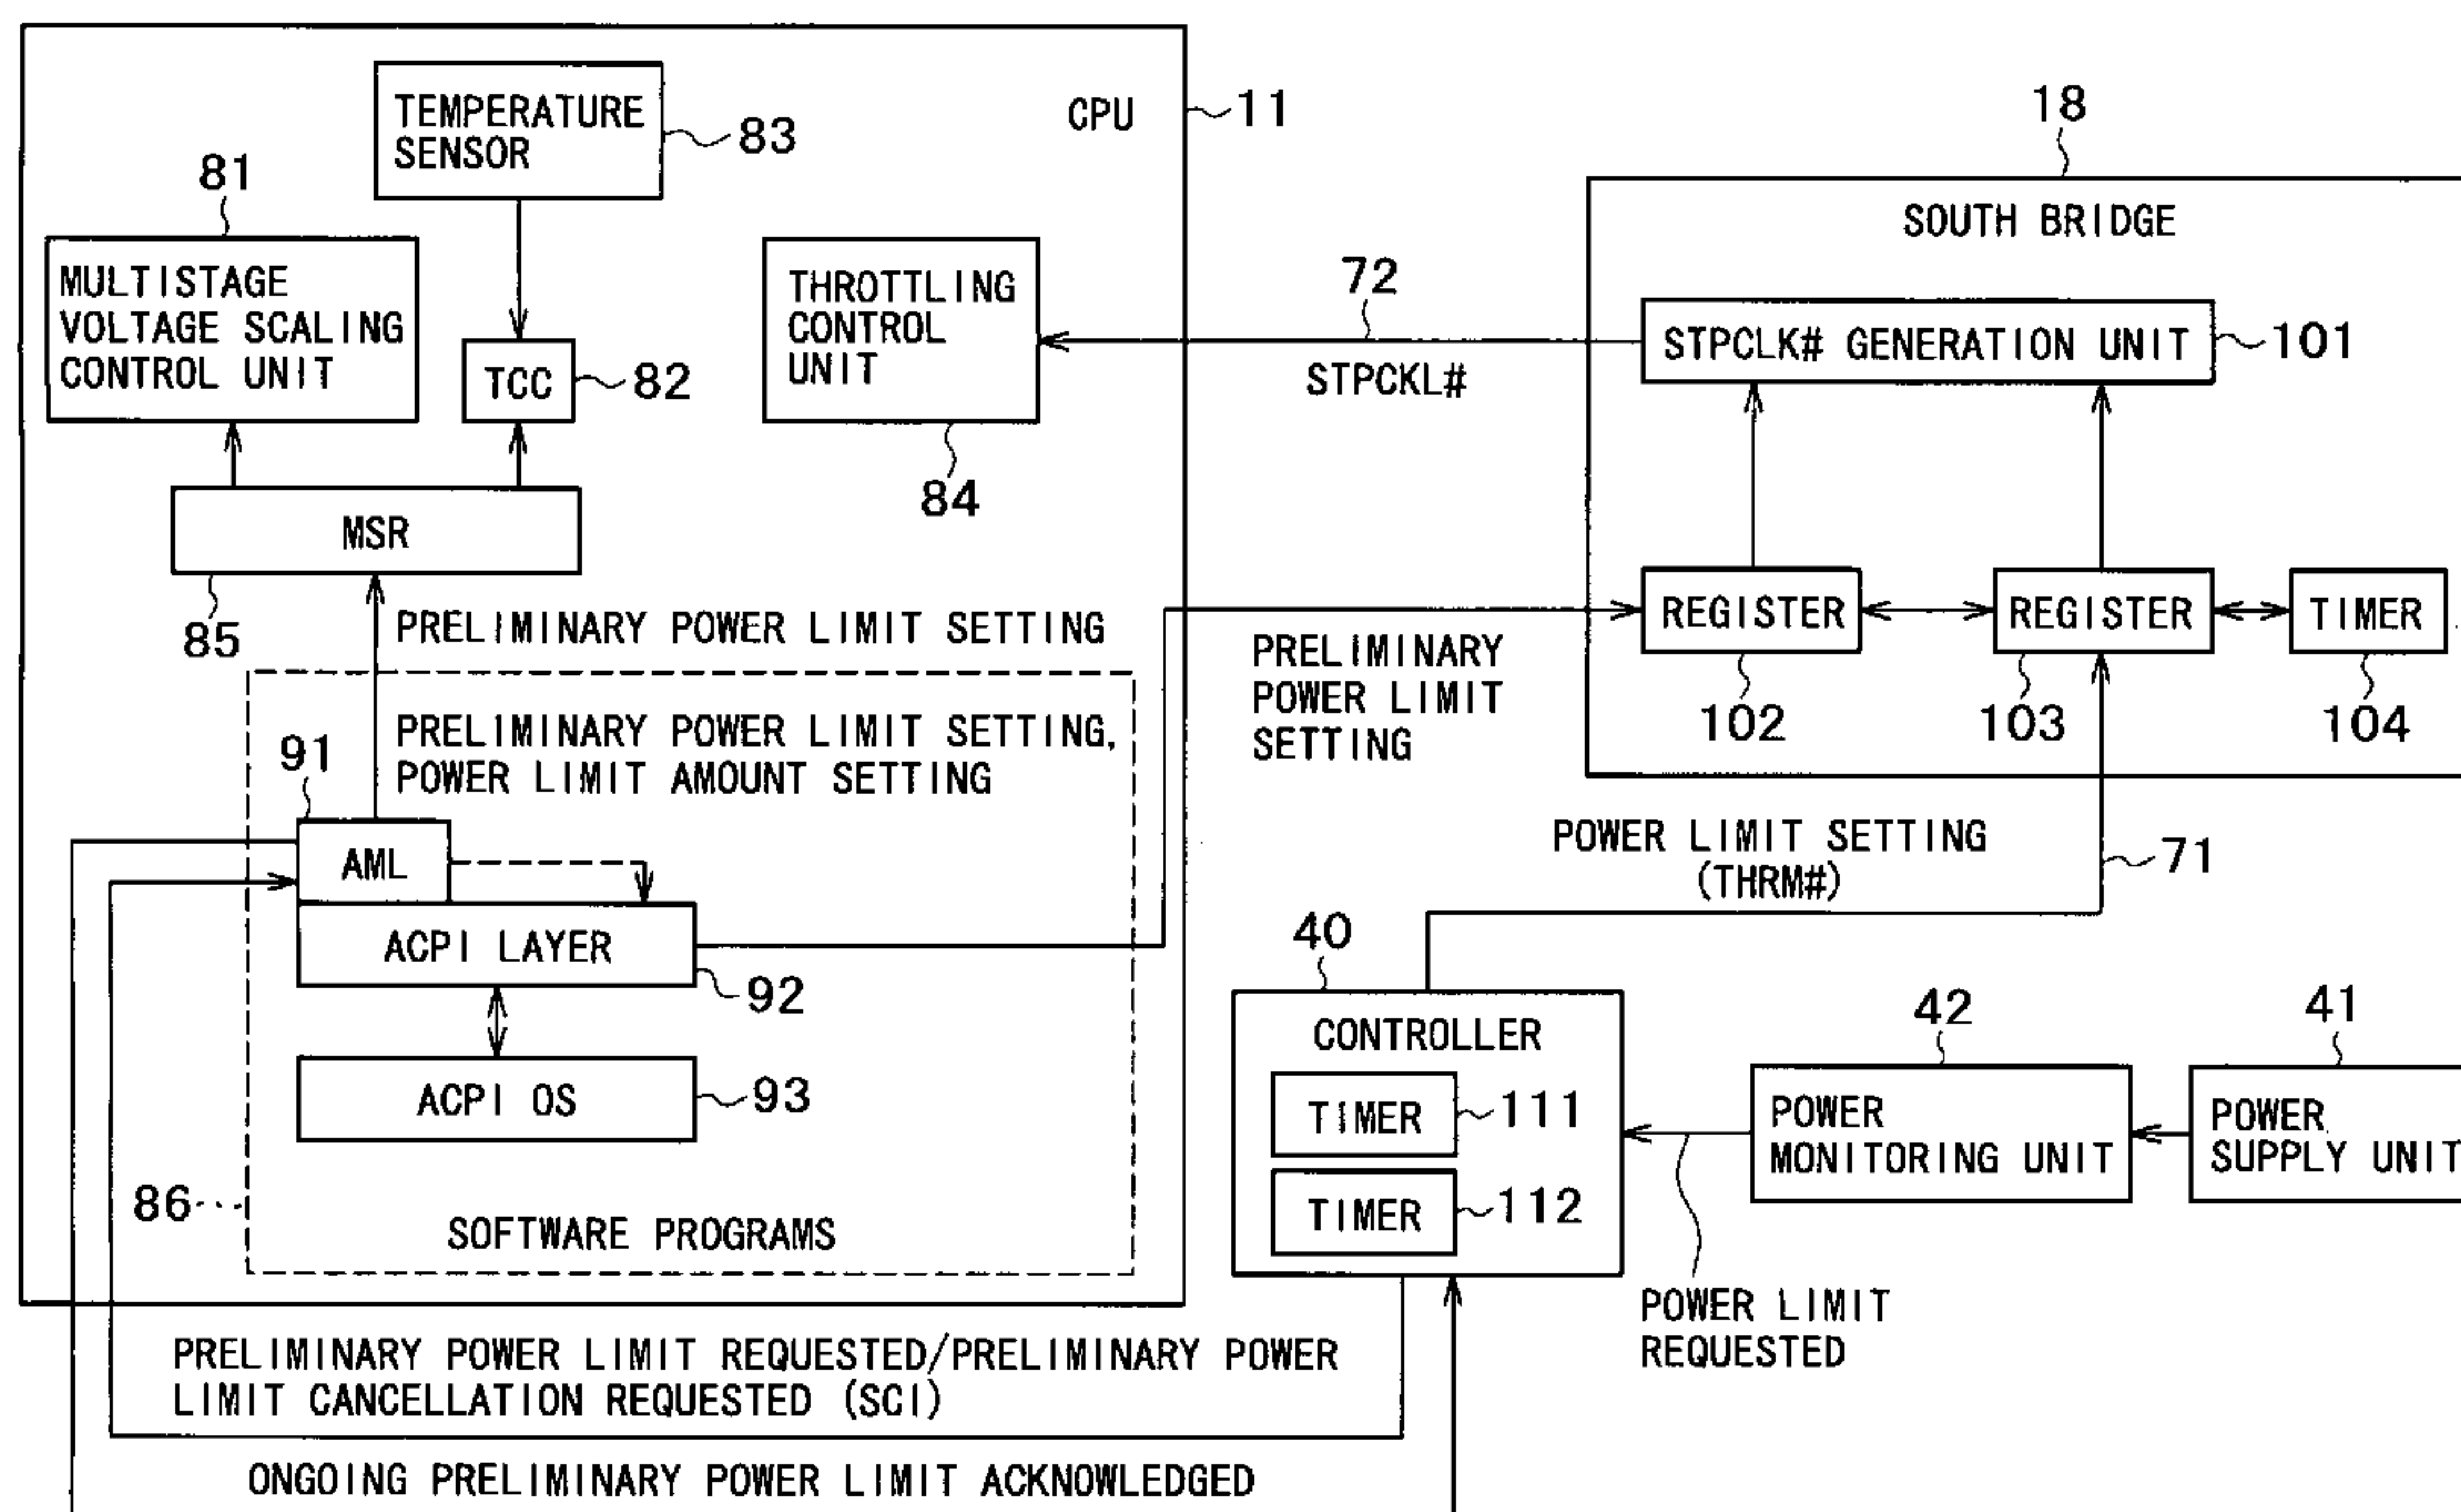 TEMPERATURE
SENSOR
83
CPU
11
81
MULTISTAGE
VOLTAGE SCALING
CONTROL UNIT
TCC
82
THROTTLING
CONTROL
UNIT
84
72
STPCKL#
18
SOUTH BRIDGE
STPCLK# GENERATION UNIT
101
MSR
85
PRELIMINARY POWER LIMIT SETTING
PRELIMINARY POWER LIMIT SETTING,
POWER LIMIT AMOUNT SETTING
91
AML
ACPI LAYER
92
ACPI OS
93
86
SOFTWARE PROGRAMS
PRELIMINARY
POWER LIMIT
SETTING
REGISTER
102
REGISTER
103
TIMER
104
POWER LIMIT SETTING
(THRM#)
71
40
CONTROLLER
TIMER
111
TIMER
112
42
POWER
MONITORING UNIT
41
POWER
SUPPLY UNIT
POWER LIMIT
REQUESTED
PRELIMINARY POWER LIMIT REQUESTED/PRELIMINARY POWER
LIMIT CANCELLATION REQUESTED (SCI)
ONGOING PRELIMINARY POWER LIMIT ACKNOWLEDGED